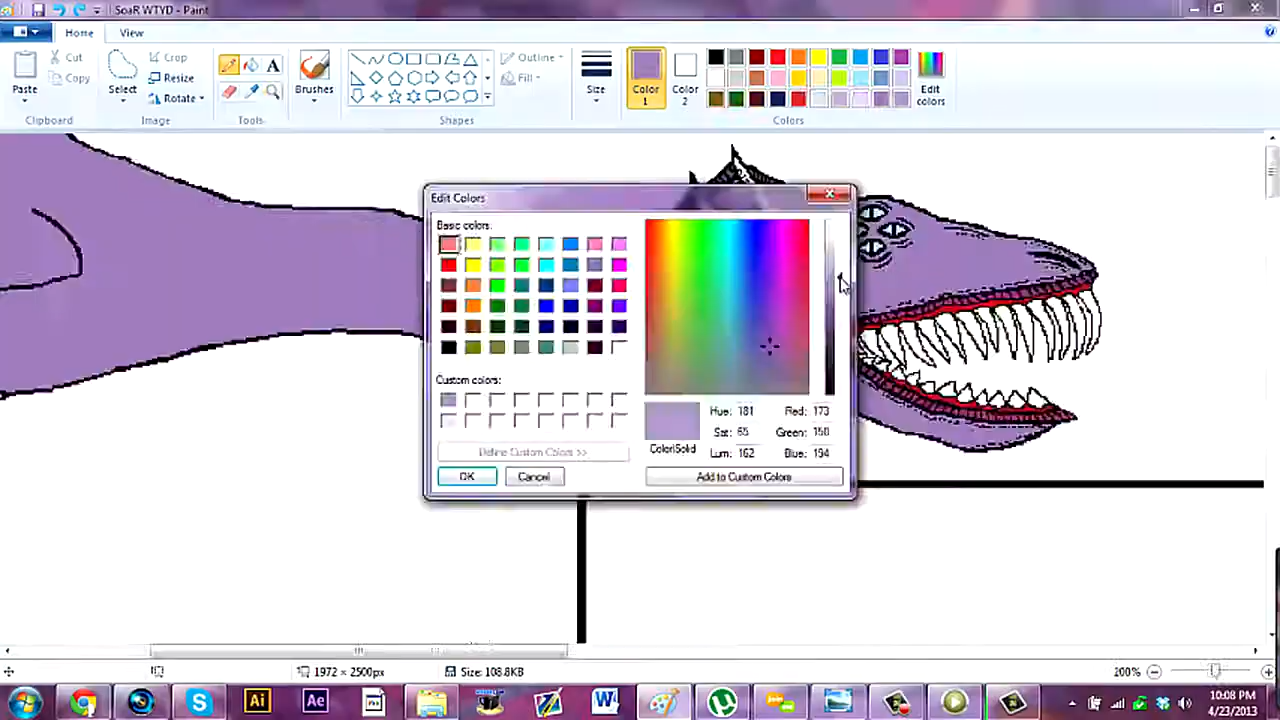 SoaR WTYD - Paint
Home View
Paste
Cut
Copy
Clipboard
Select
Crop
Resize
Rotate
Image
A
Tools
Brushes
Shapes
Outline
Fill
Size
Color 1
Color 2
Edit colors
Colors
Edit Colors
Basic colors:
Custom colors:
Define Custom Colors >>
OK Cancel
Color|Solid
Hue: 181 Red: 173
Sat: 65 Green: 150
Lum: 162 Blue: 194
Add to Custom Colors
1972 × 2500px Size: 108.8KB 200%
Ai Ae W
10:08 PM
4/23/2013